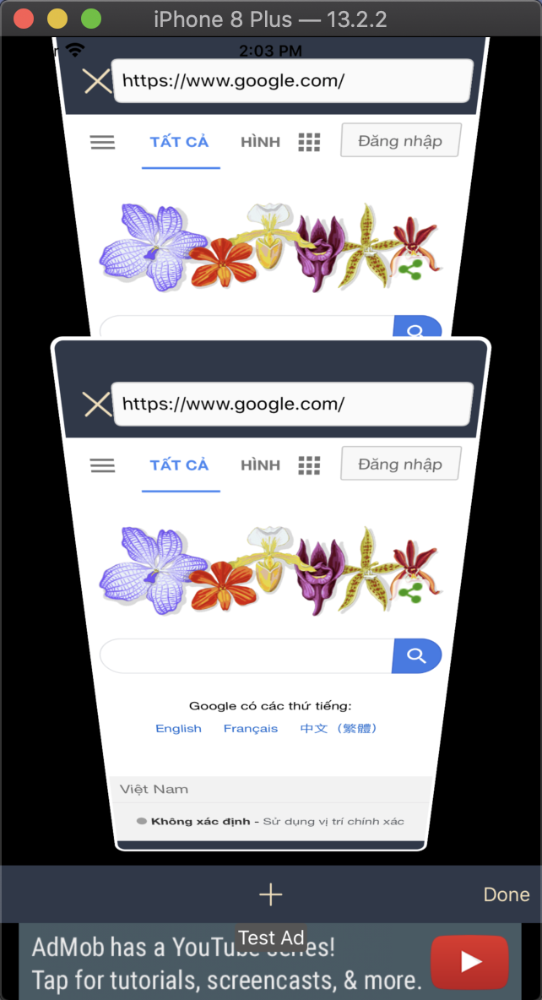 iPhone 8 Plus — 13.2.2
2:03 PM
https://www.google.com/
TẤT CẢ HÌNH Đăng nhập
https://www.google.com/
TẤT CẢ HÌNH Đăng nhập
Google có các thứ tiếng:
English Français 中文（繁體）
Việt Nam
Không xác định - Sử dụng vị trí chính xác
Done
Test Ad
AdMob has a YouTube series!
Tap for tutorials, screencasts, & more.